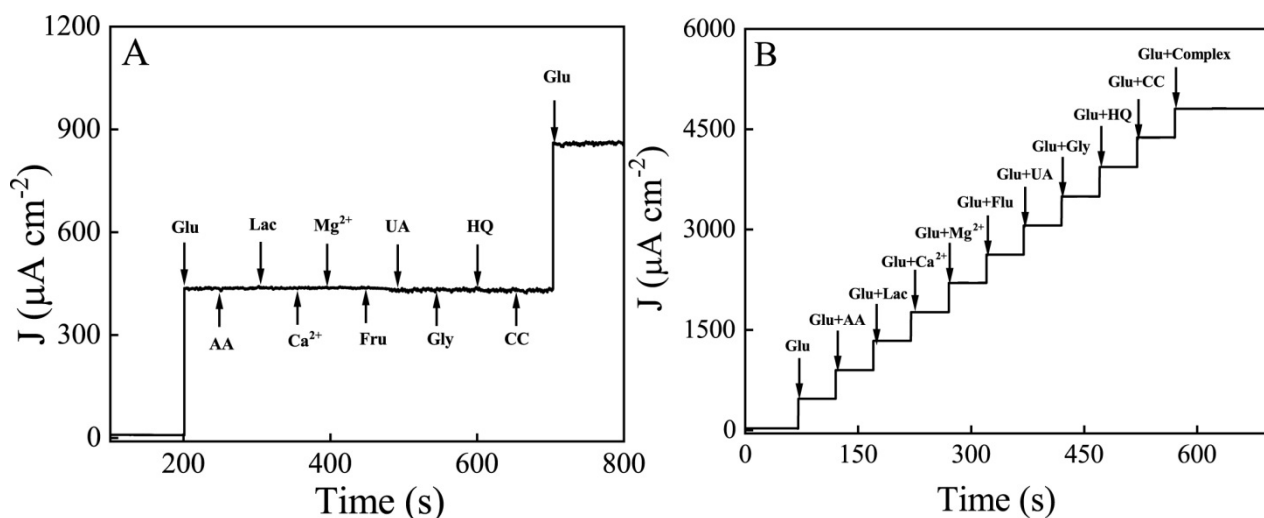 A
1200
900
600
300
0
J (μA cm⁻²)
200
400
600
800
Time (s)
Glu
AA
Lac
Ca²⁺
Mg²⁺
Fru
UA
Gly
HQ
CC
Glu
B
6000
4500
3000
1500
0
J (μA cm⁻²)
0
150
300
450
600
Time (s)
Glu
Glu+AA
Glu+Lac
Glu+Ca²⁺
Glu+Mg²⁺
Glu+Flu
Glu+UA
Glu+Gly
Glu+HQ
Glu+CC
Glu+Complex